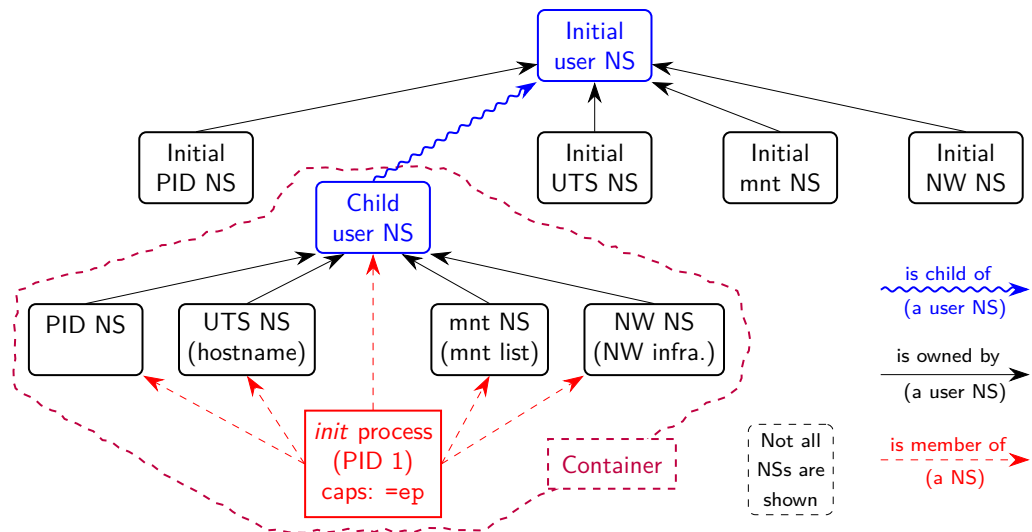 Initial
user NS
Initial
PID NS
Initial
UTS NS
Initial
mnt NS
Initial
NW NS
Child
user NS
PID NS
UTS NS
(hostname)
mnt NS
(mnt list)
NW NS
(NW infra.)
init process
(PID 1)
caps: =ep
Container
Not all
NSs are
shown
is child of
(a user NS)
is owned by
(a user NS)
is member of
(a NS)